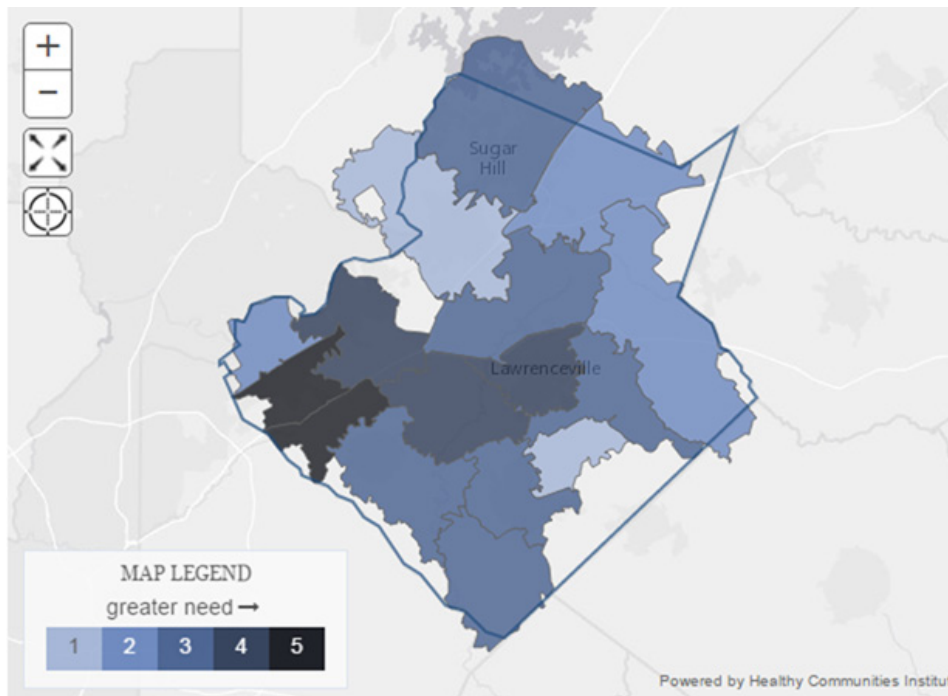 +
−
Sugar
Hill
Lawrenceville
MAP LEGEND
greater need →
1 2 3 4 5
Powered by Healthy Communities Institu